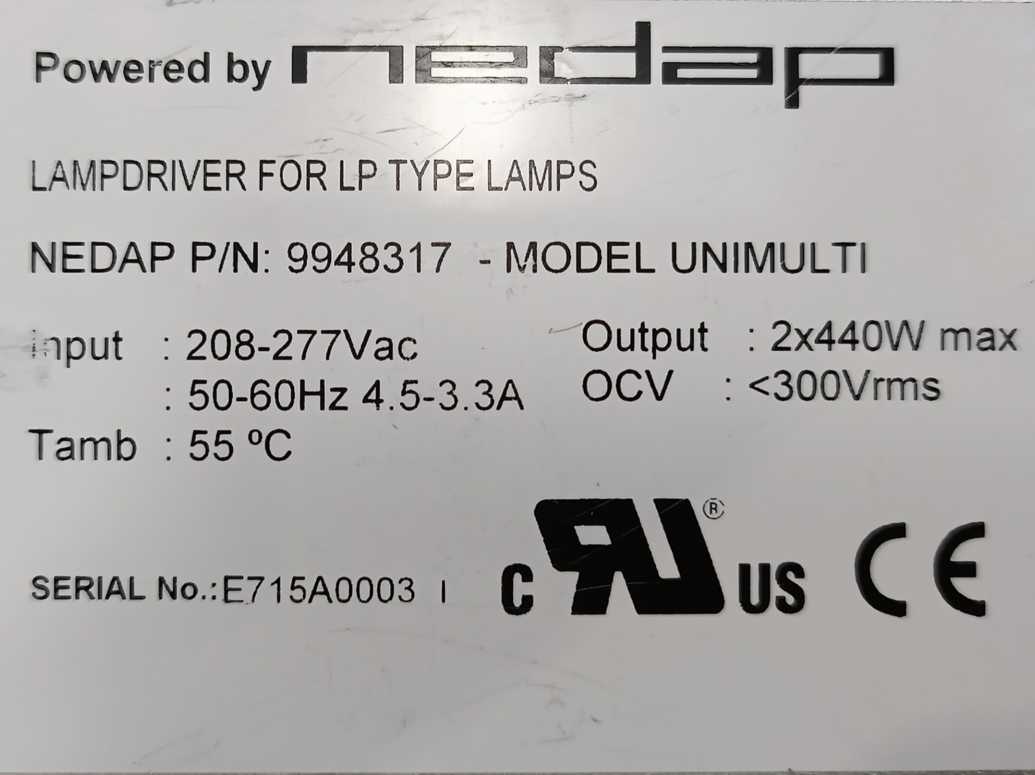 Powered by nedap
LAMPDRIVER FOR LP TYPE LAMPS
NEDAP P/N: 9948317 - MODEL UNIMULTI
Input : 208-277Vac
: 50-60Hz 4.5-3.3A
Tamb : 55 ºC
Output : 2x440W max
OCV : <300Vrms
SERIAL No.:E715A0003 I
C RU® US CE